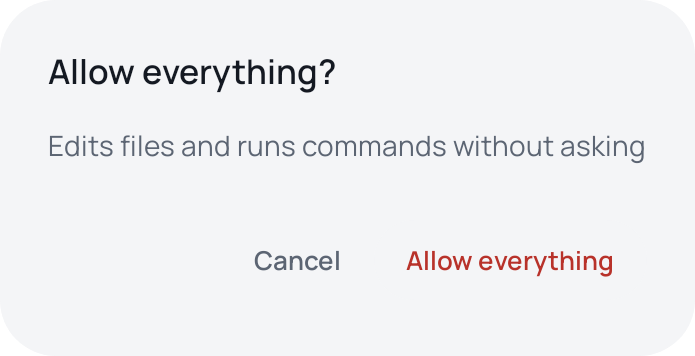 Allow everything?
Edits files and runs commands without asking
Cancel
Allow everything